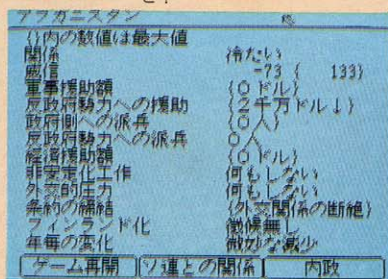 アフガニスタン
{}内の数値は最大値
関係 {冷たい}
威信 -73 { 133}
軍事援助額 {0ドル}
反政府勢力への援助 {2千万ドル↓}
政府側への派兵 {0人}
反政府勢力への派兵 0人
経済援助額 {0ドル}
非安定化工作 何もしない
外交的圧力 何もしない
条約の締結 {外交関係の断絶}
フィンランド化 徴候無し
年毎の変化 微妙な減少
ゲーム再開 ソ連との関係 内政